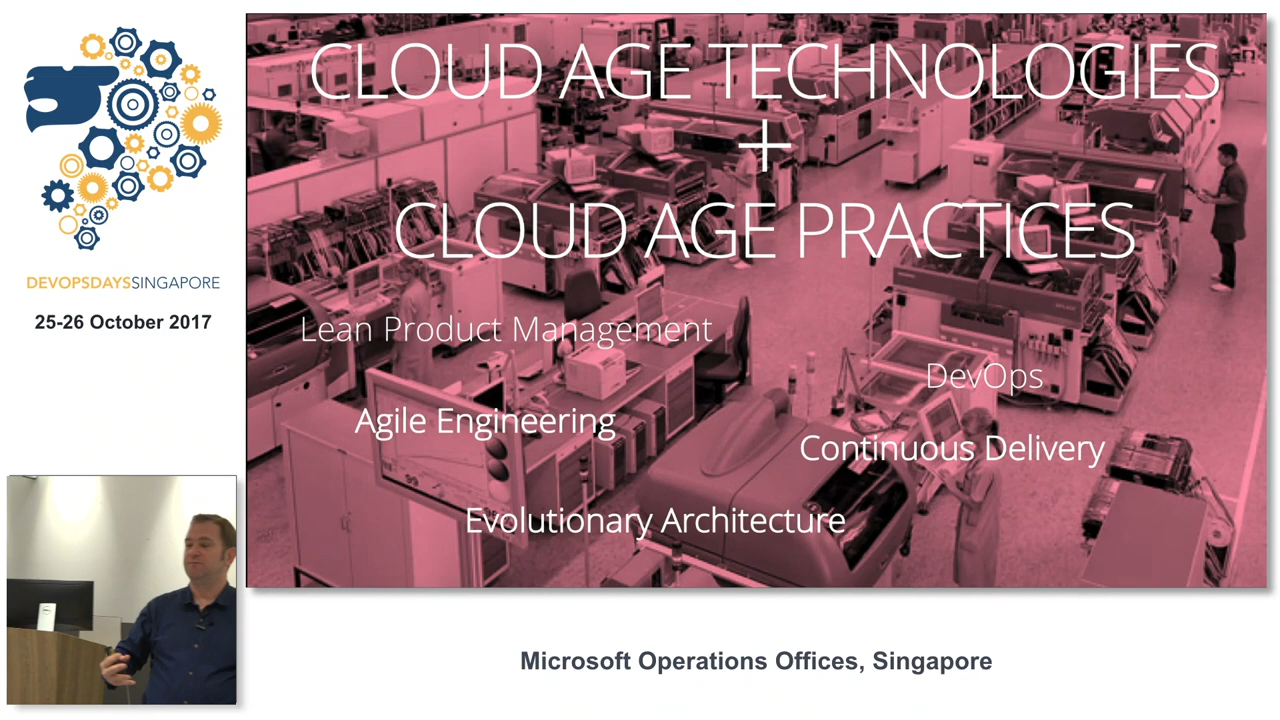 DEVOPSDAYSSINGAPORE
25-26 October 2017
CLOUD AGE TECHNOLOGIES
+
CLOUD AGE PRACTICES
Lean Product Management
DevOps
Agile Engineering
Continuous Delivery
Evolutionary Architecture
Microsoft Operations Offices, Singapore